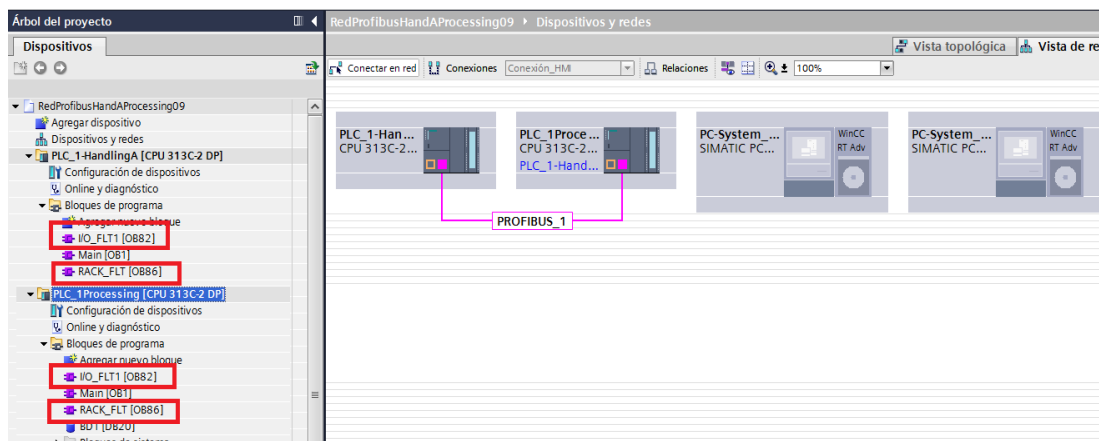 Árbol del proyecto
RedProfibusHandAProcessing09 ▸ Dispositivos y redes
Dispositivos
Vista topológica
Vista de re
Conectar en red
Conexiones
Conexión_HMI
Relaciones
100%
RedProfibusHandAProcessing09
Agregar dispositivo
Dispositivos y redes
PLC_1-HandlingA [CPU 313C-2 DP]
Configuración de dispositivos
Online y diagnóstico
Bloques de programa
Agregar nuevo bloque
I/O_FLT1 [OB82]
Main [OB1]
RACK_FLT [OB86]
PLC_1Processing [CPU 313C-2 DP]
Configuración de dispositivos
Online y diagnóstico
Bloques de programa
Agregar nuevo bloque
I/O_FLT1 [OB82]
Main [OB1]
RACK_FLT [OB86]
BD1 [DB20]
Bloques de sistema
PLC_1-Han...
CPU 313C-2...
PLC_1Proce...
CPU 313C-2...
PLC_1-Hand...
PC-System_...
SIMATIC PC...
WinCC
RT Adv
PC-System_...
SIMATIC PC...
WinCC
RT Adv
PROFIBUS_1